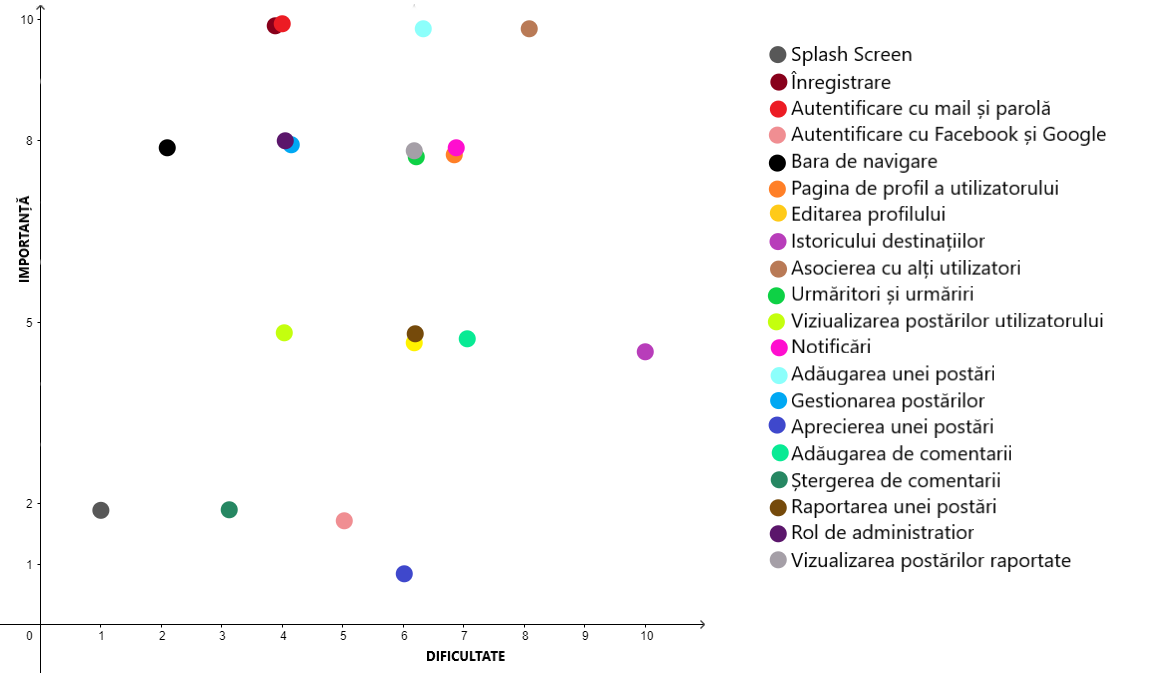 10
8
5
2
1
0
IMPORTANȚĂ
1 2 3 4 5 6 7 8 9 10
DIFICULTATE
Splash Screen
Înregistrare
Autentificare cu mail și parolă
Autentificare cu Facebook și Google
Bara de navigare
Pagina de profil a utilizatorului
Editarea profilului
Istoricului destinațiilor
Asocierea cu alți utilizatori
Urmăritori și urmăriri
Viziualizarea postărilor utilizatorului
Notificări
Adăugarea unei postări
Gestionarea postărilor
Aprecierea unei postări
Adăugarea de comentarii
Ștergerea de comentarii
Raportarea unei postări
Rol de administratior
Vizualizarea postărilor raportate